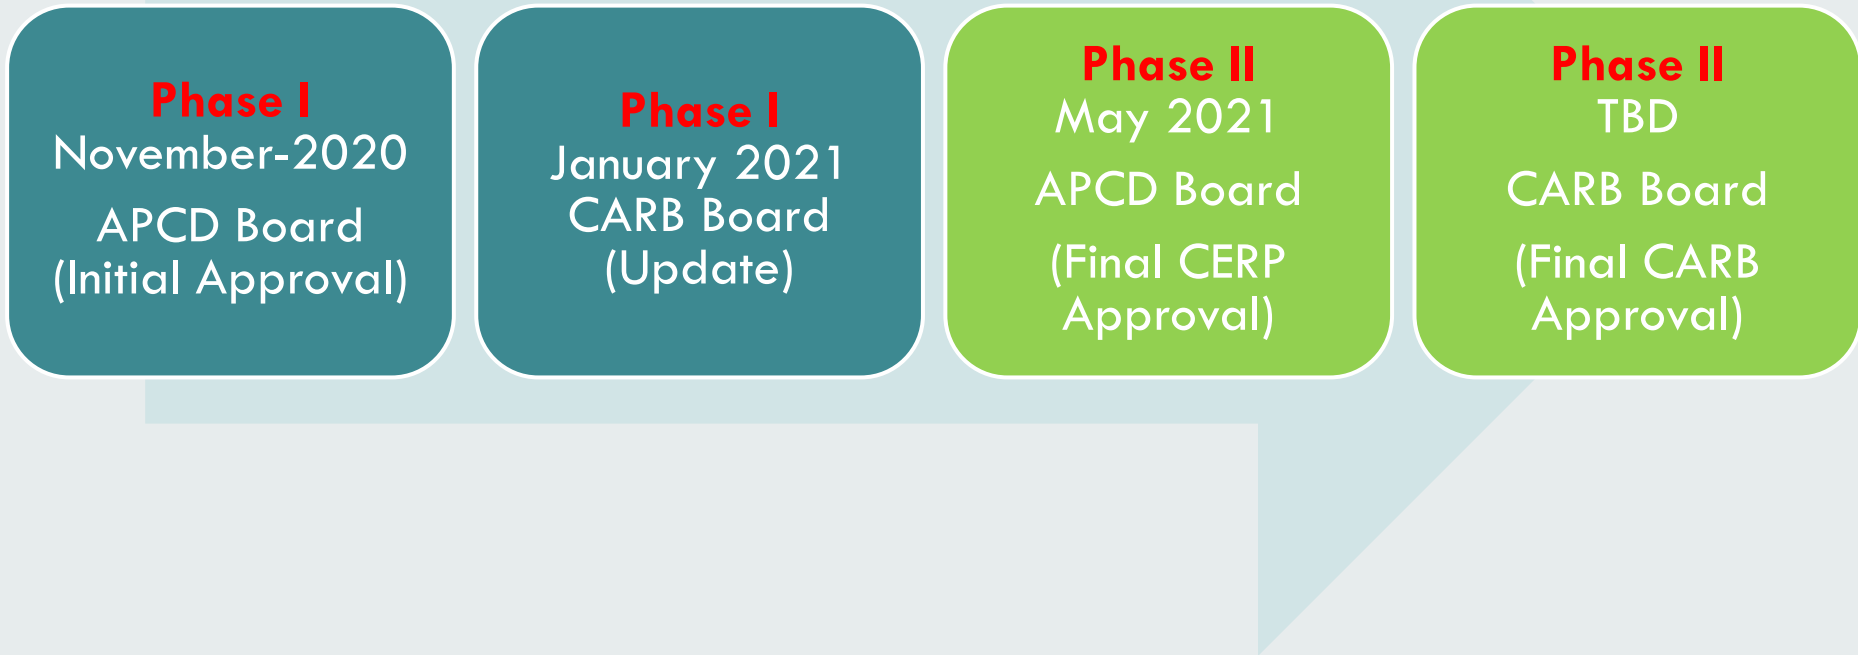 Phase I
November-2020
APCD Board
(Initial Approval)
Phase I
January 2021
CARB Board
(Update)
Phase II
May 2021
APCD Board
(Final CERP
Approval)
Phase II
TBD
CARB Board
(Final CARB
Approval)